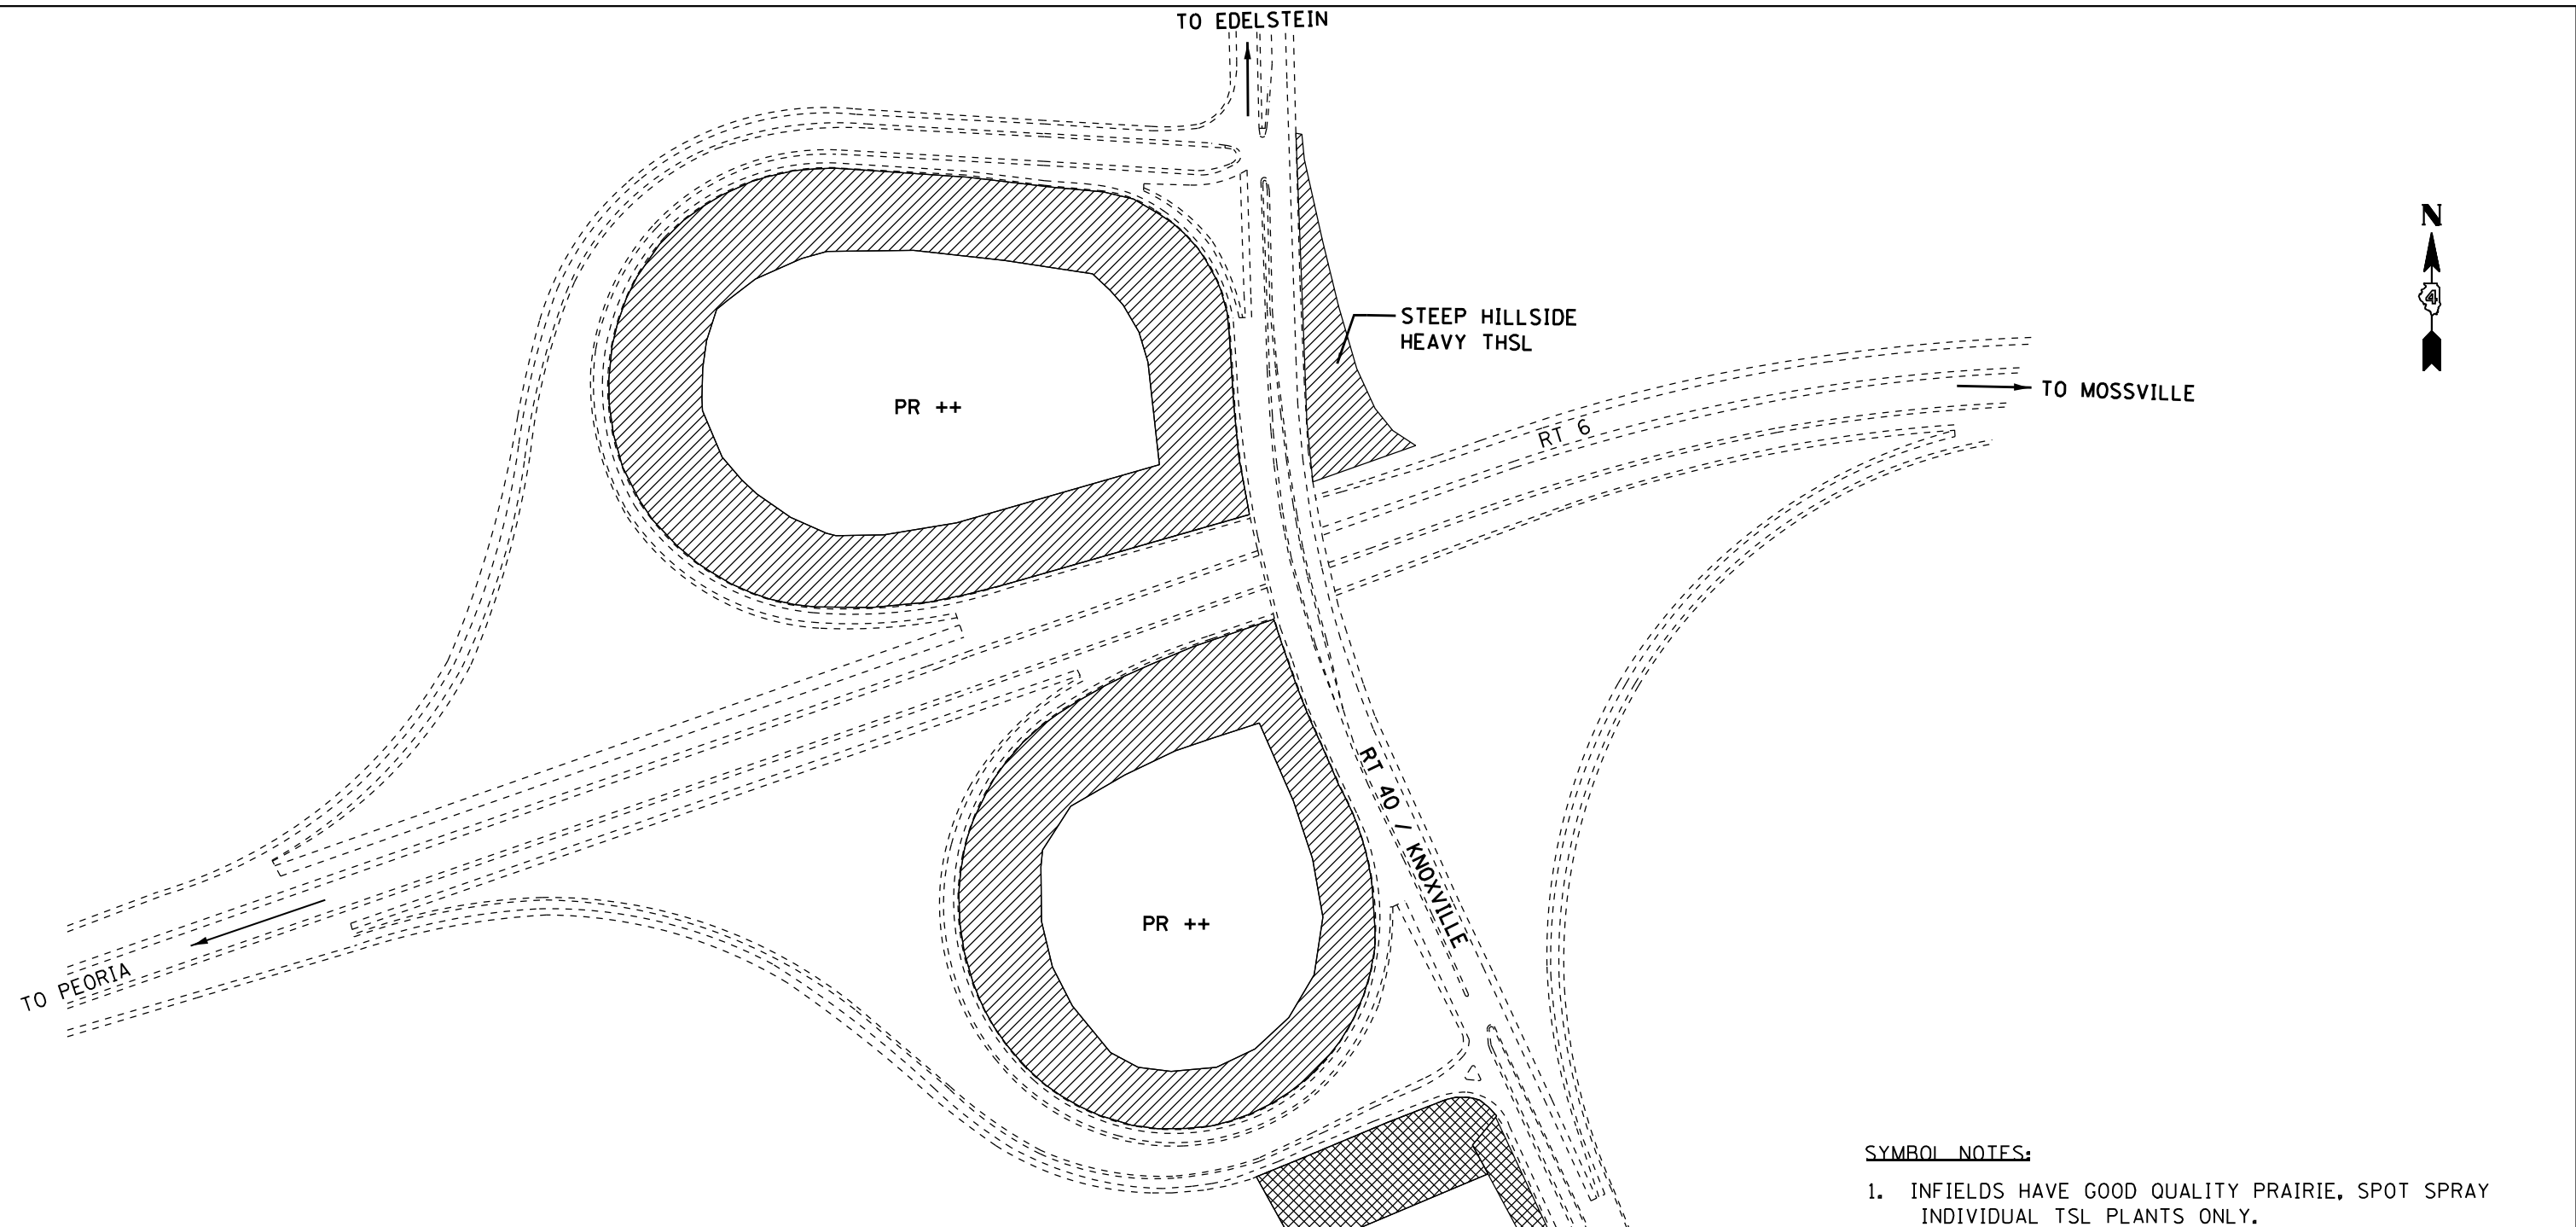 TO EDELSTEIN
N
4
STEEP HILLSIDE
HEAVY THSL
TO MOSSVILLE
RT 6
PR ++
RT 40 / KNOXVILLE
PR ++
TO PEORIA
SYMBOL NOTES:
1. INFIELDS HAVE GOOD QUALITY PRAIRIE, SPOT SPRAY
INDIVIDUAL TSL PLANTS ONLY.